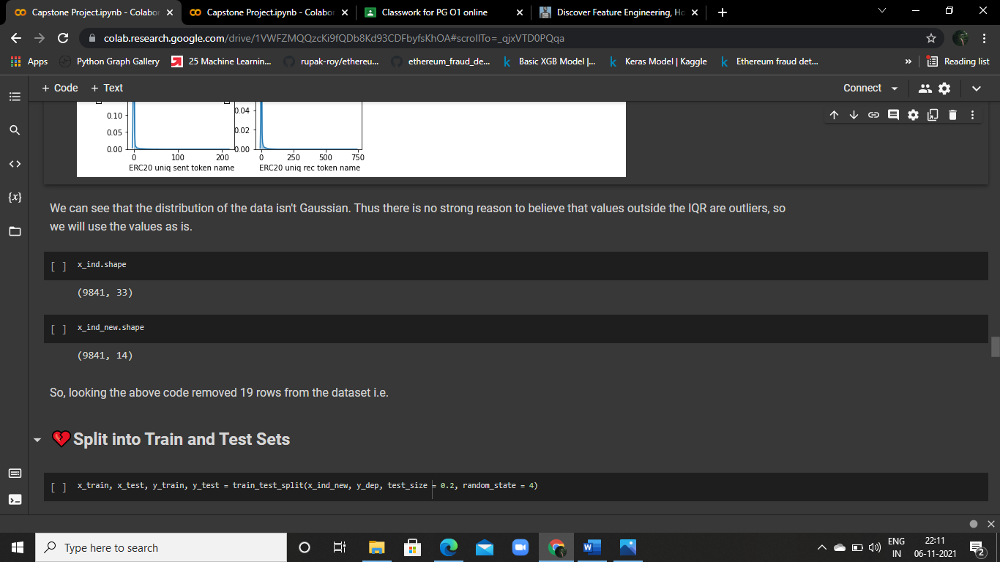 Capstone Project.ipynb - Colabor
Capstone Project.ipynb - Colabor
Classwork for PG O1 online
Discover Feature Engineering, Ho
colab.research.google.com/drive/1VWFZMQQzcKi9fQDb8Kd93CDFbyfsKhOA#scrollTo=_qjxVTD0PQqa
Apps
Python Graph Gallery
25 Machine Learnin...
rupak-roy/ethereu...
ethereum_fraud_de...
Basic XGB Model |...
Keras Model | Kaggle
Ethereum fraud det...
»
Reading list
+ Code
+ Text
Connect
0.10
0.05
0.00
0.04
0.02
0.00
0 100 200
0 250 500 750
ERC20 uniq sent token name
ERC20 uniq rec token name
We can see that the distribution of the data isn't Gaussian. Thus there is no strong reason to believe that values outside the IQR are outliers, so
we will use the values as is.
[ ] x_ind.shape
(9841, 33)
[ ] x_ind_new.shape
(9841, 14)
So, looking the above code removed 19 rows from the dataset i.e.
💔Split into Train and Test Sets
[ ] x_train, x_test, y_train, y_test = train_test_split(x_ind_new, y_dep, test_size = 0.2, random_state = 4)
Type here to search
ENG
IN
22:11
06-11-2021
2